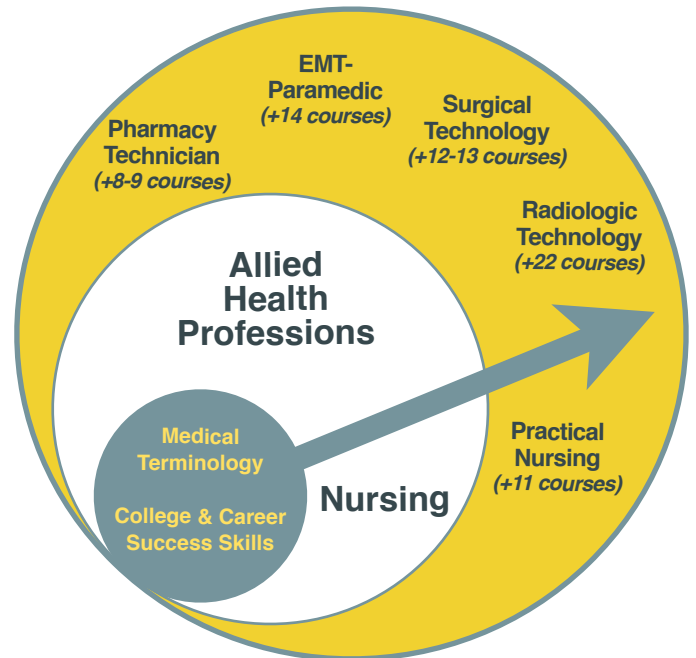 EMT-
Paramedic
(+14 courses)
Surgical
Technology
(+12-13 courses)
Pharmacy
Technician
(+8-9 courses)
Radiologic
Technology
(+22 courses)
Allied
Health
Professions
Medical
Terminology
College & Career
Success Skills
Nursing
Practical
Nursing
(+11 courses)